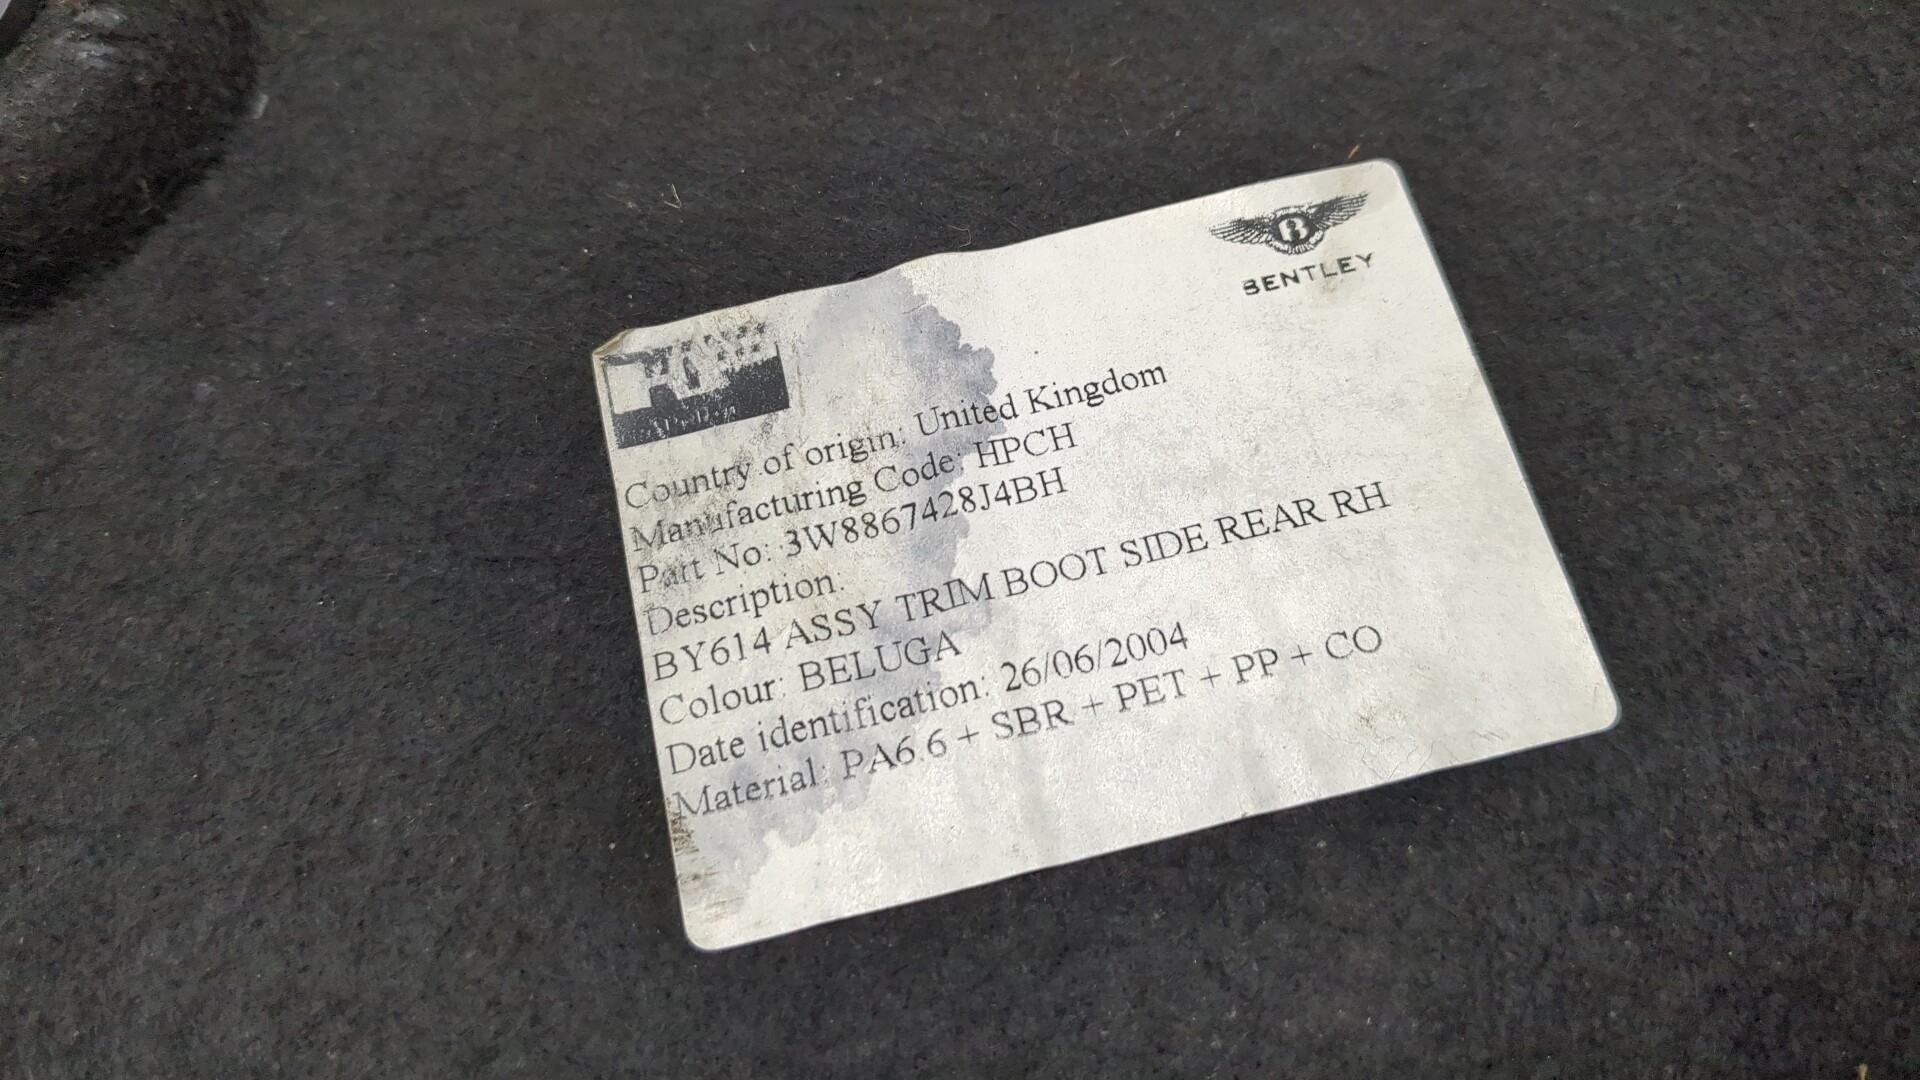 BENTLEY
Country of origin: United Kingdom
Manufacturing Code: HPCH
Part No: 3W8867428J4BH
Description:
BY614 ASSY TRIM BOOT SIDE REAR RH
Colour: BELUGA
Date identification: 26/06/2004
Material: PA6.6 + SBR + PET + PP + CO